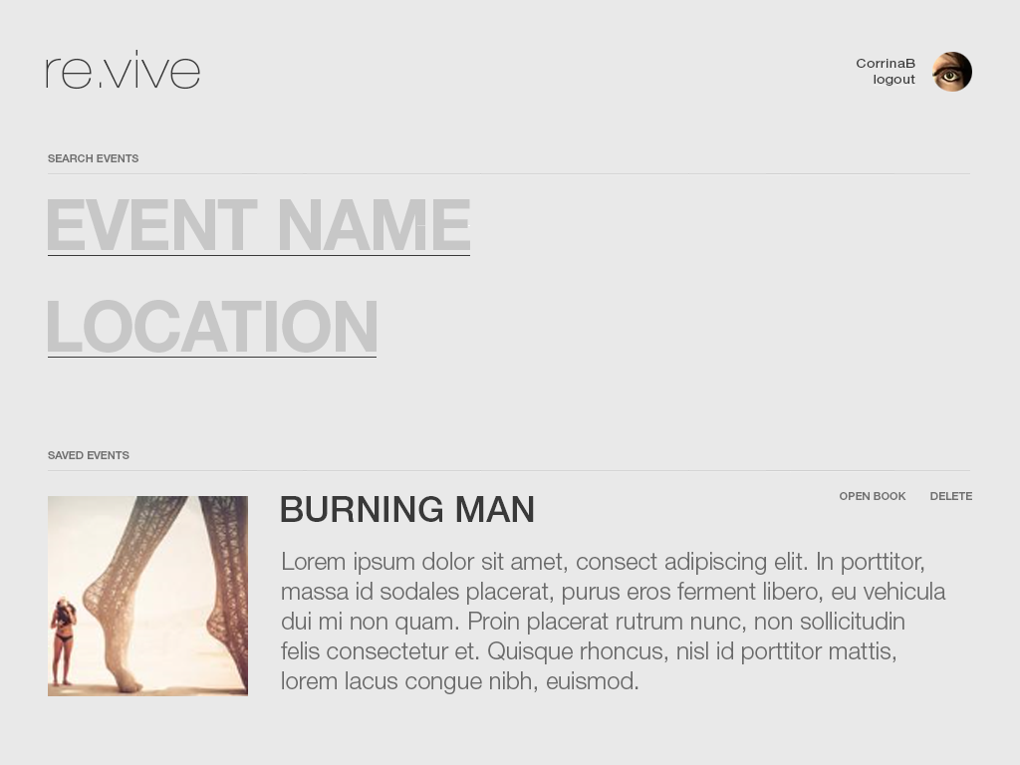 re.vive
CorrinaB
logout
SEARCH EVENTS
EVENT NAME
LOCATION
SAVED EVENTS
BURNING MAN
OPEN BOOK
DELETE
Lorem ipsum dolor sit amet, consect adipiscing elit. In porttitor,
massa id sodales placerat, purus eros ferment libero, eu vehicula
dui mi non quam. Proin placerat rutrum nunc, non sollicitudin
felis consectetur et. Quisque rhoncus, nisl id porttitor mattis,
lorem lacus congue nibh, euismod.